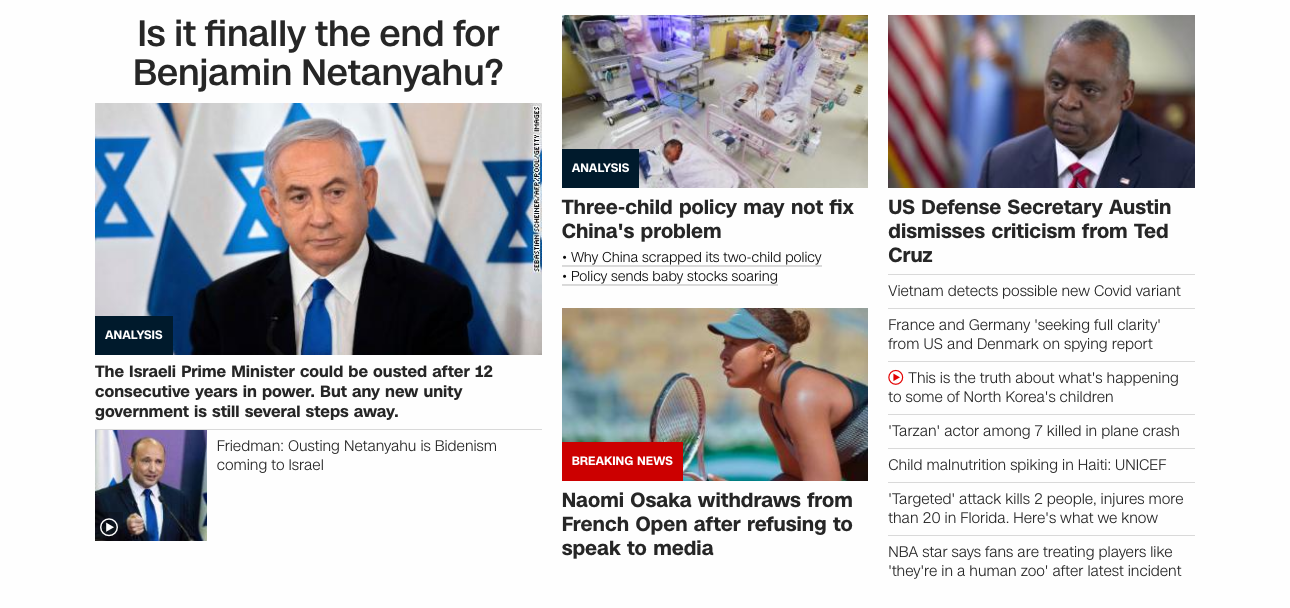 Is it finally the end for
Benjamin Netanyahu?
SEBASTIAN SCHEINER/AFP/POOL/GETTY IMAGES
ANALYSIS
The Israeli Prime Minister could be ousted after 12
consecutive years in power. But any new unity
government is still several steps away.
Friedman: Ousting Netanyahu is Bidenism
coming to Israel
ANALYSIS
Three-child policy may not fix
China's problem
• Why China scrapped its two-child policy
• Policy sends baby stocks soaring
BREAKING NEWS
Naomi Osaka withdraws from
French Open after refusing to
speak to media
US Defense Secretary Austin
dismisses criticism from Ted
Cruz
Vietnam detects possible new Covid variant
France and Germany 'seeking full clarity'
from US and Denmark on spying report
This is the truth about what's happening
to some of North Korea's children
'Tarzan' actor among 7 killed in plane crash
Child malnutrition spiking in Haiti: UNICEF
'Targeted' attack kills 2 people, injures more
than 20 in Florida. Here's what we know
NBA star says fans are treating players like
'they're in a human zoo' after latest incident